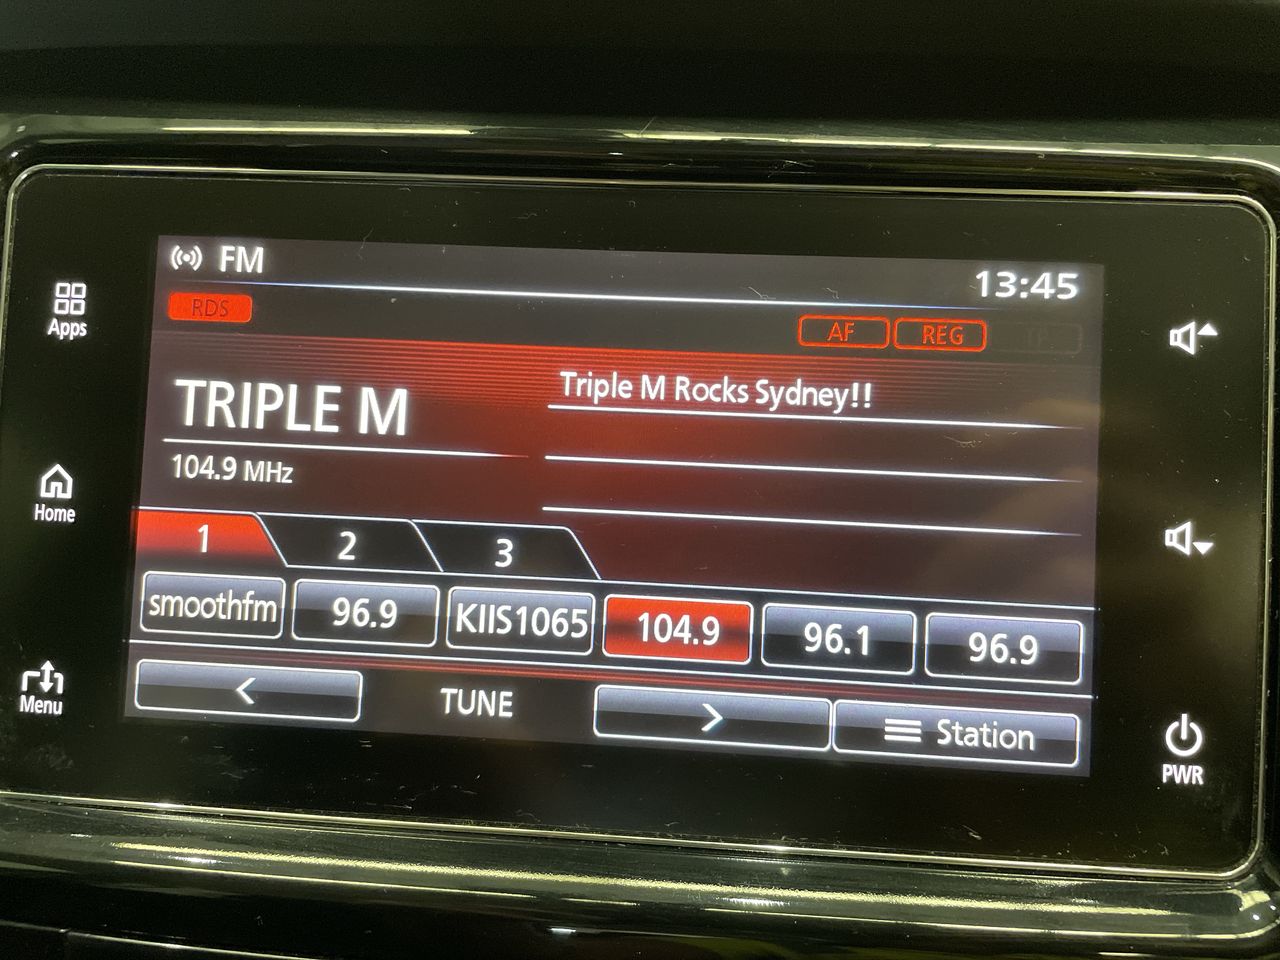 FM
13:45
RDS
AF REG TP
Apps
TRIPLE M
Triple M Rocks Sydney!!
104.9 MHz
Home
1 2 3
smoothfm 96.9 KIIS1065 104.9 96.1 96.9
Menu
< TUNE > Station
PWR